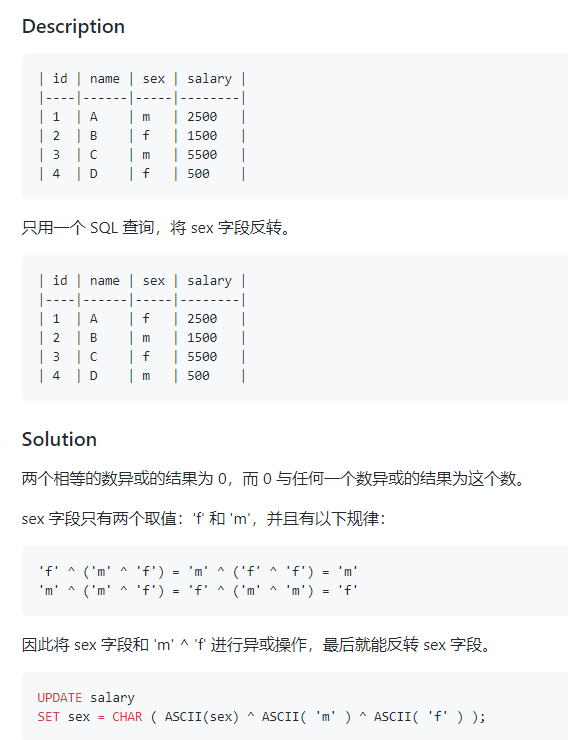 Description
| id | name | sex | salary |
|----|------|-----|--------|
| 1  | A    | m   | 2500   |
| 2  | B    | f   | 1500   |
| 3  | C    | m   | 5500   |
| 4  | D    | f   | 500    |
只用一个 SQL 查询，将 sex 字段反转。
| id | name | sex | salary |
|----|------|-----|--------|
| 1  | A    | f   | 2500   |
| 2  | B    | m   | 1500   |
| 3  | C    | f   | 5500   |
| 4  | D    | m   | 500    |
Solution
两个相等的数异或的结果为 0，而 0 与任何一个数异或的结果为这个数。
sex 字段只有两个取值：'f' 和 'm'，并且有以下规律：
'f' ^ ('m' ^ 'f') = 'm' ^ ('f' ^ 'f') = 'm'
'm' ^ ('m' ^ 'f') = 'f' ^ ('m' ^ 'm') = 'f'
因此将 sex 字段和 'm' ^ 'f' 进行异或操作，最后就能反转 sex 字段。
UPDATE salary
SET sex = CHAR ( ASCII(sex) ^ ASCII( 'm' ) ^ ASCII( 'f' ) );